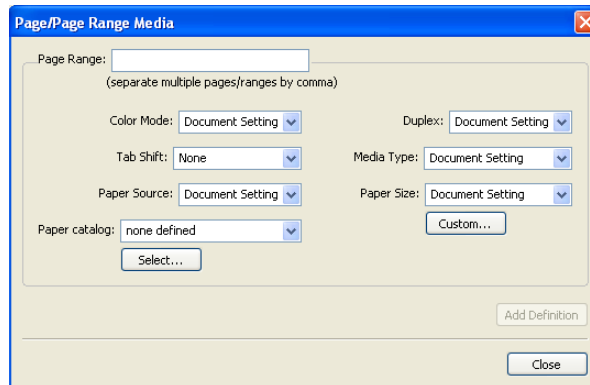 Page/Page Range Media
Page Range:
(separate multiple pages/ranges by comma)
Color Mode: Document Setting Duplex: Document Setting
Tab Shift: None Media Type: Document Setting
Paper Source: Document Setting Paper Size: Document Setting
Paper catalog: none defined Custom...
Select...
Add Definition
Close